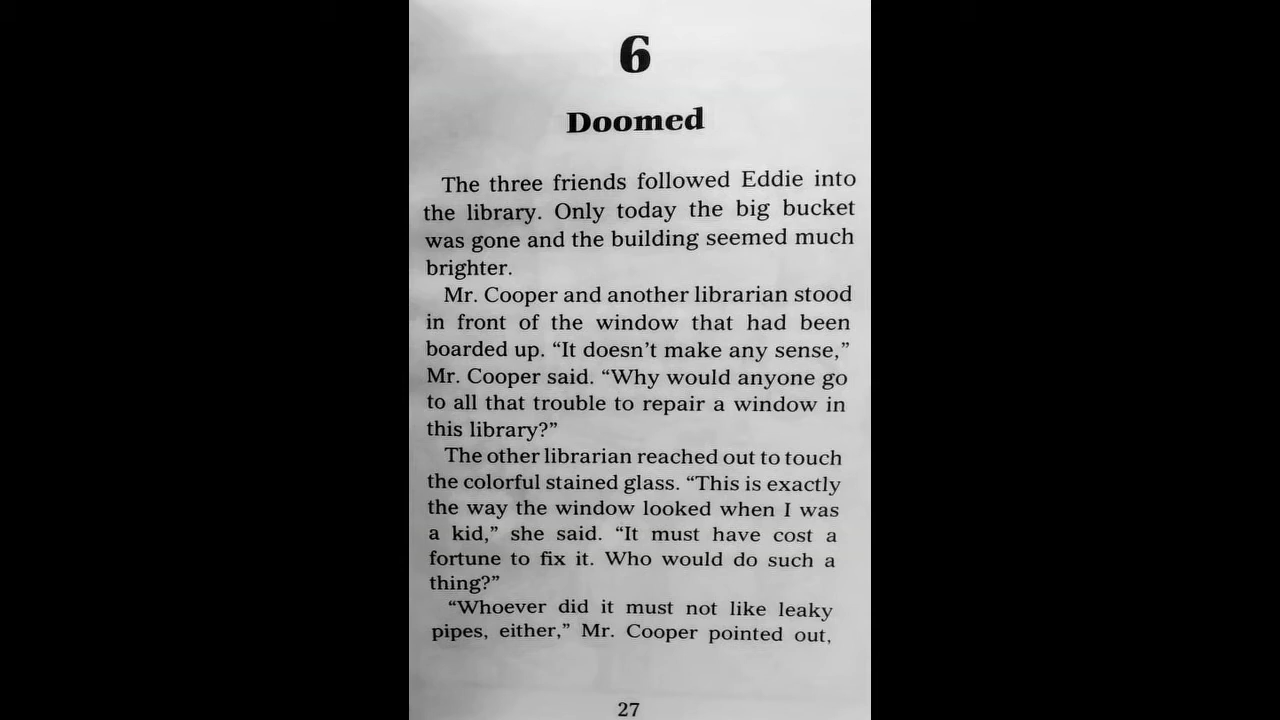 6
Doomed
The three friends followed Eddie into
the library. Only today the big bucket
was gone and the building seemed much
brighter.
Mr. Cooper and another librarian stood
in front of the window that had been
boarded up. “It doesn’t make any sense,”
Mr. Cooper said. “Why would anyone go
to all that trouble to repair a window in
this library?”
The other librarian reached out to touch
the colorful stained glass. “This is exactly
the way the window looked when I was
a kid,” she said. “It must have cost a
fortune to fix it. Who would do such a
thing?”
“Whoever did it must not like leaky
pipes, either,” Mr. Cooper pointed out,
27